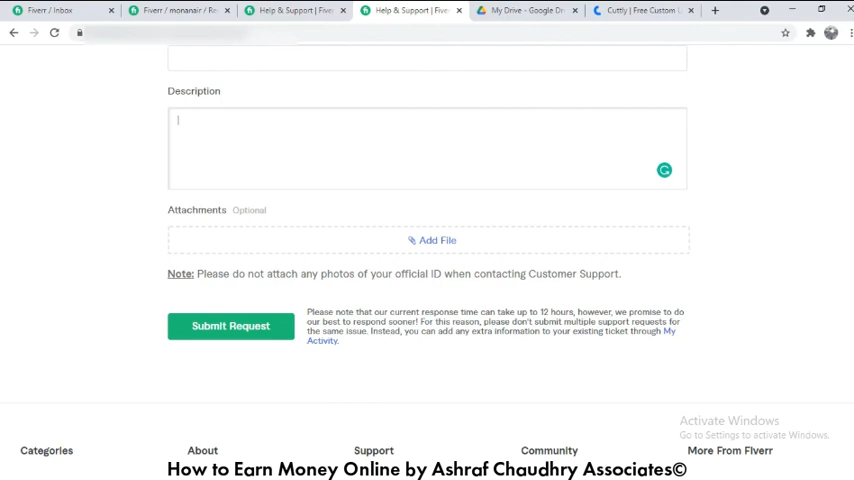 Fiverr / Inbox
Fiverr / monanair / Re
Help & Support | Fiver
Help & Support | Fiver
My Drive - Google Dr
Cuttly | Free Custom
Description
Attachments Optional
Add File
Note: Please do not attach any photos of your official ID when contacting Customer Support.
Submit Request
Please note that our current response time can take up to 12 hours, however, we promise to do
our best to respond sooner! For this reason, please don't submit multiple support requests for
the same issue. Instead, you can add any extra information to your existing ticket through My
Activity.
Activate Windows
Go to Settings to activate Windows.
Categories
About
Support
Community
More From Fiverr
How to Earn Money Online by Ashraf Chaudhry Associates©